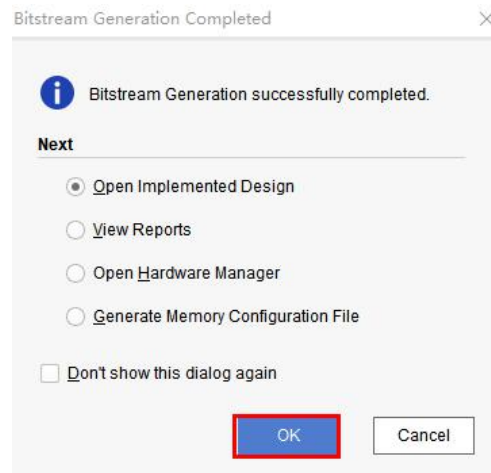 Bitstream Generation Completed
Bitstream Generation successfully completed.
Next
Open Implemented Design
View Reports
Open Hardware Manager
Generate Memory Configuration File
Don't show this dialog again
OK
Cancel